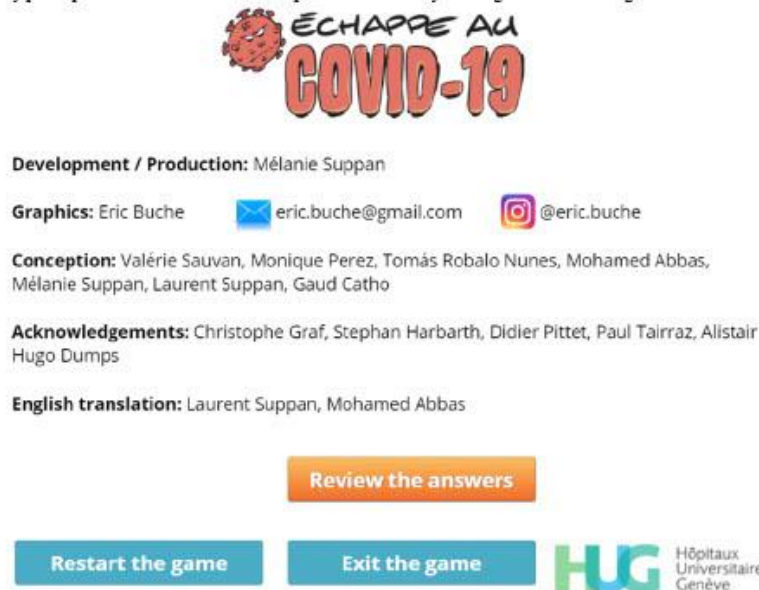 ÉCHAPPE AU
COVID-19
Development / Production: Mélanie Suppan
Graphics: Eric Buche eric.buche@gmail.com @eric.buche
Conception: Valérie Sauvan, Monique Perez, Tomás Robalo Nunes, Mohamed Abbas,
Mélanie Suppan, Laurent Suppan, Gaud Catho
Acknowledgements: Christophe Graf, Stephan Harbarth, Didier Pittet, Paul Tairraz, Alistair
Hugo Dumps
English translation: Laurent Suppan, Mohamed Abbas
Review the answers
Restart the game Exit the game
HUG Hôpitaux
Universitaire
Genève